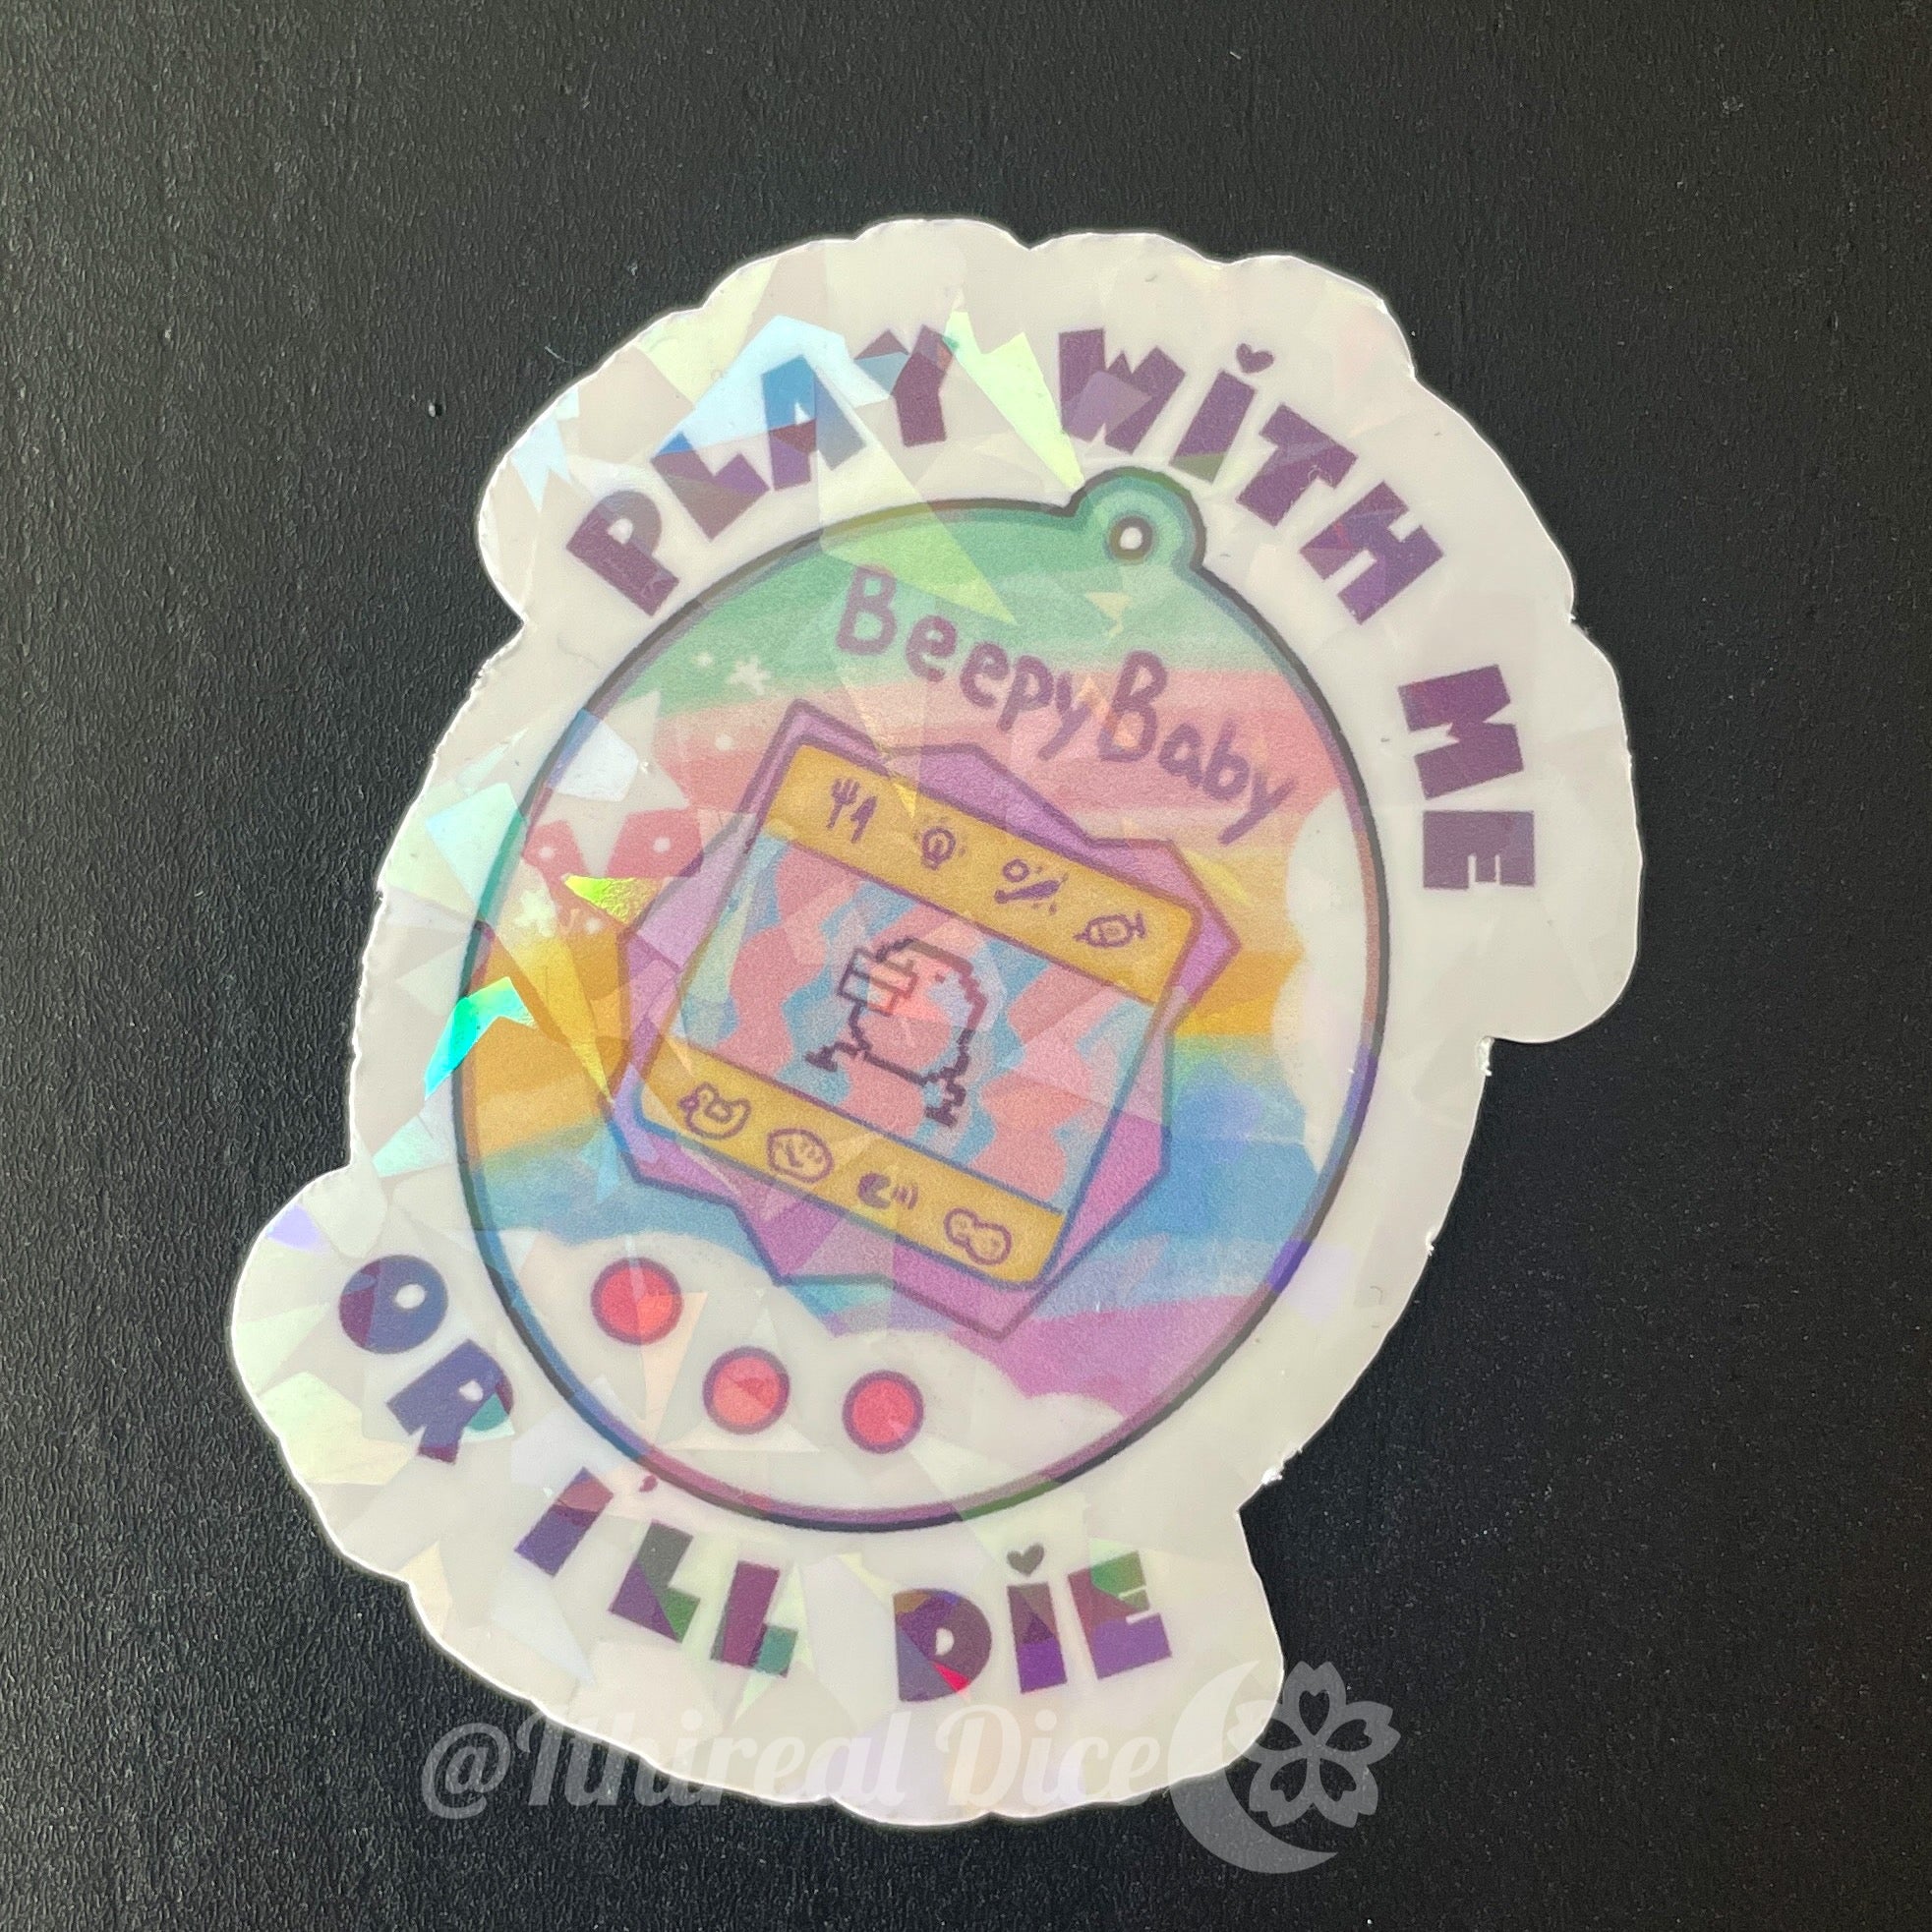 PLAY WiTH ME
BeepyBaby
OR I'LL DiE
@Ithireal Dice